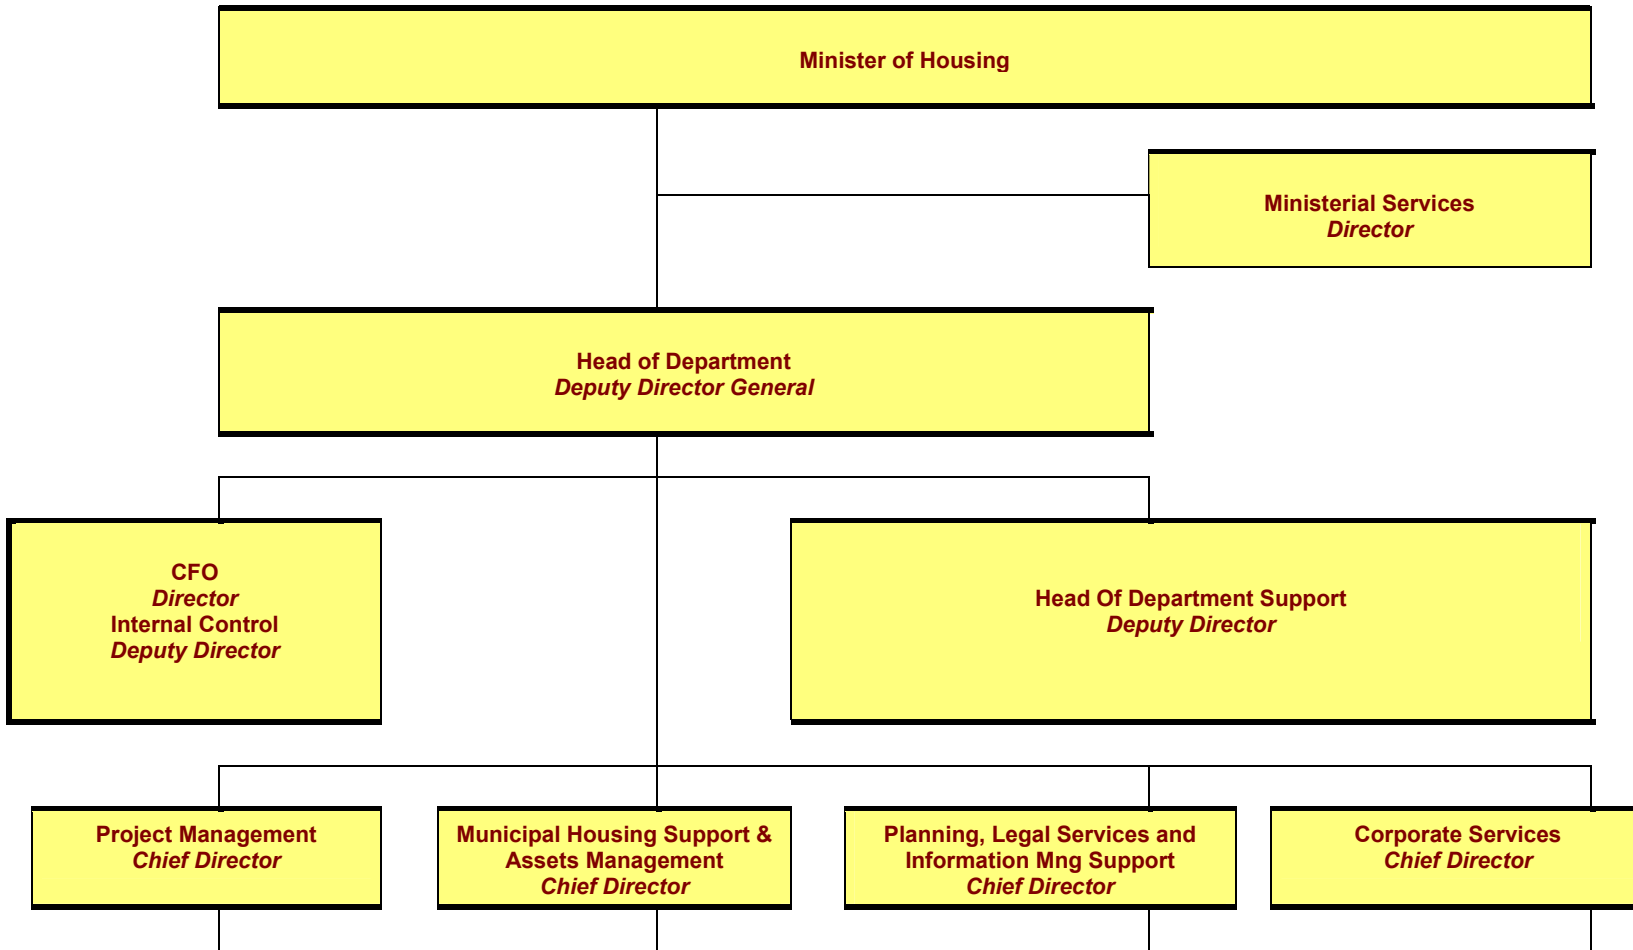 Minister of Housing
Ministerial Services
Director
Head of Department
Deputy Director General
CFO
Director
Internal Control
Deputy Director
Head Of Department Support
Deputy Director
Project Management
Chief Director
Municipal Housing Support &
Assets Management
Chief Director
Planning, Legal Services and
Information Mng Support
Chief Director
Corporate Services
Chief Director